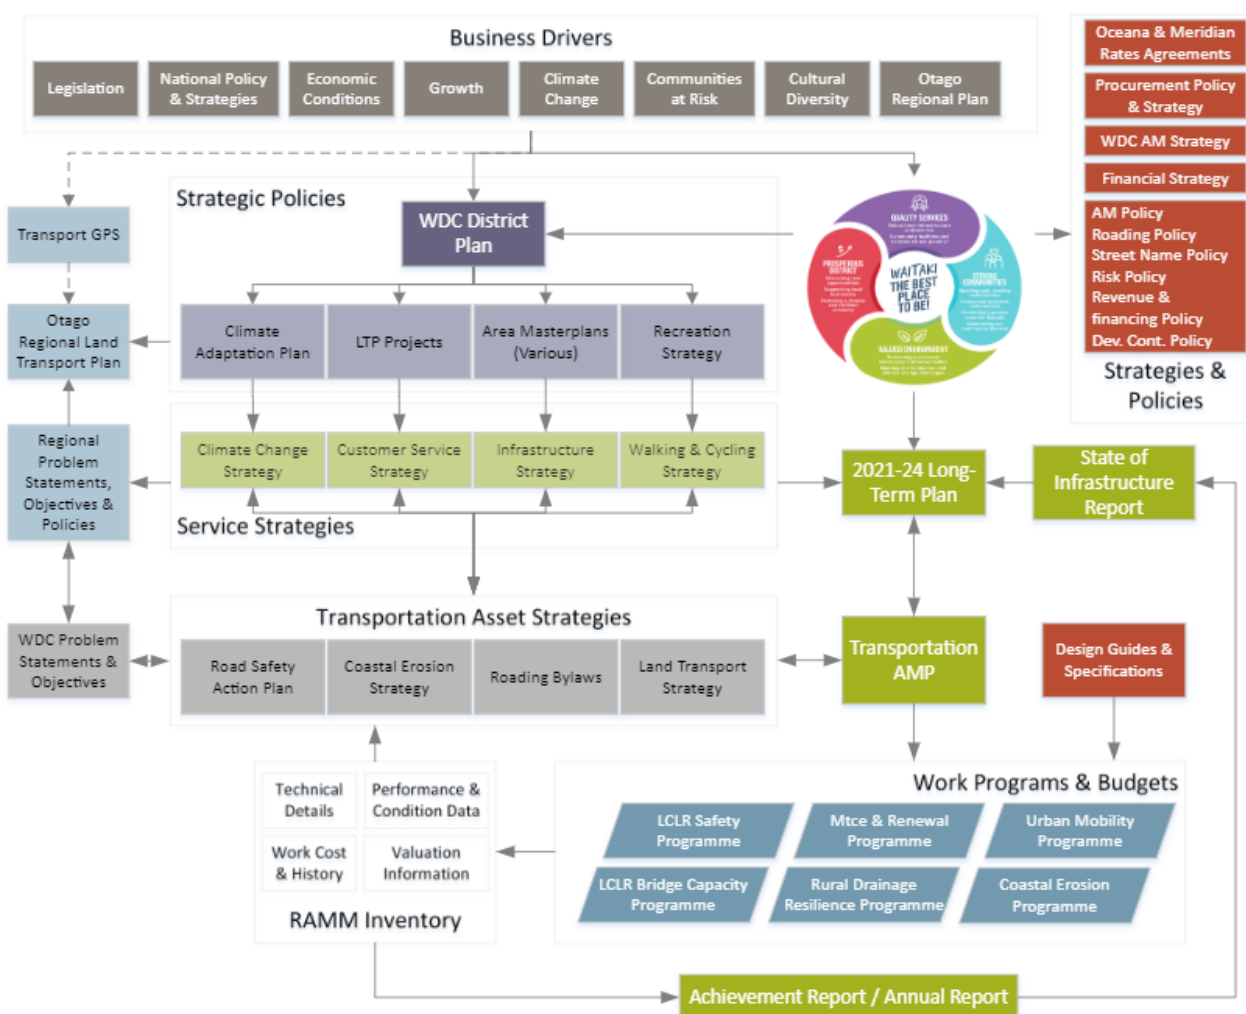 Business Drivers
Legislation
National Policy
& Strategies
Economic
Conditions
Growth
Climate
Change
Communities
at Risk
Cultural
Diversity
Otago
Regional Plan
Oceana & Meridian
Rates Agreements
Procurement Policy
& Strategy
WDC AM Strategy
Financial Strategy
AM Policy
Roading Policy
Street Name Policy
Risk Policy
Revenue &
financing Policy
Dev. Cont. Policy
Strategies &
Policies
Transport GPS
Otago
Regional Land
Transport Plan
Regional
Problem
Statements,
Objectives &
Policies
WDC Problem
Statements &
Objectives
Strategic Policies
WDC District
Plan
Climate
Adaptation Plan
LTP Projects
Area Masterplans
(Various)
Recreation
Strategy
QUALITY SERVICES
PROSPEROUS
DISTRICT
STRONG
COMMUNITIES
WAITAKI
THE BEST
PLACE
TO BE!
VALUED ENVIRONMENT
Climate Change
Strategy
Customer Service
Strategy
Infrastructure
Strategy
Walking & Cycling
Strategy
Service Strategies
2021-24 Long-
Term Plan
State of
Infrastructure
Report
Transportation Asset Strategies
Road Safety
Action Plan
Coastal Erosion
Strategy
Roading Bylaws
Land Transport
Strategy
Transportation
AMP
Design Guides &
Specifications
Technical
Details
Performance &
Condition Data
Work Cost
& History
Valuation
Information
RAMM Inventory
Work Programs & Budgets
LCLR Safety
Programme
Mtce & Renewal
Programme
Urban Mobility
Programme
LCLR Bridge Capacity
Programme
Rural Drainage
Resilience Programme
Coastal Erosion
Programme
Achievement Report / Annual Report